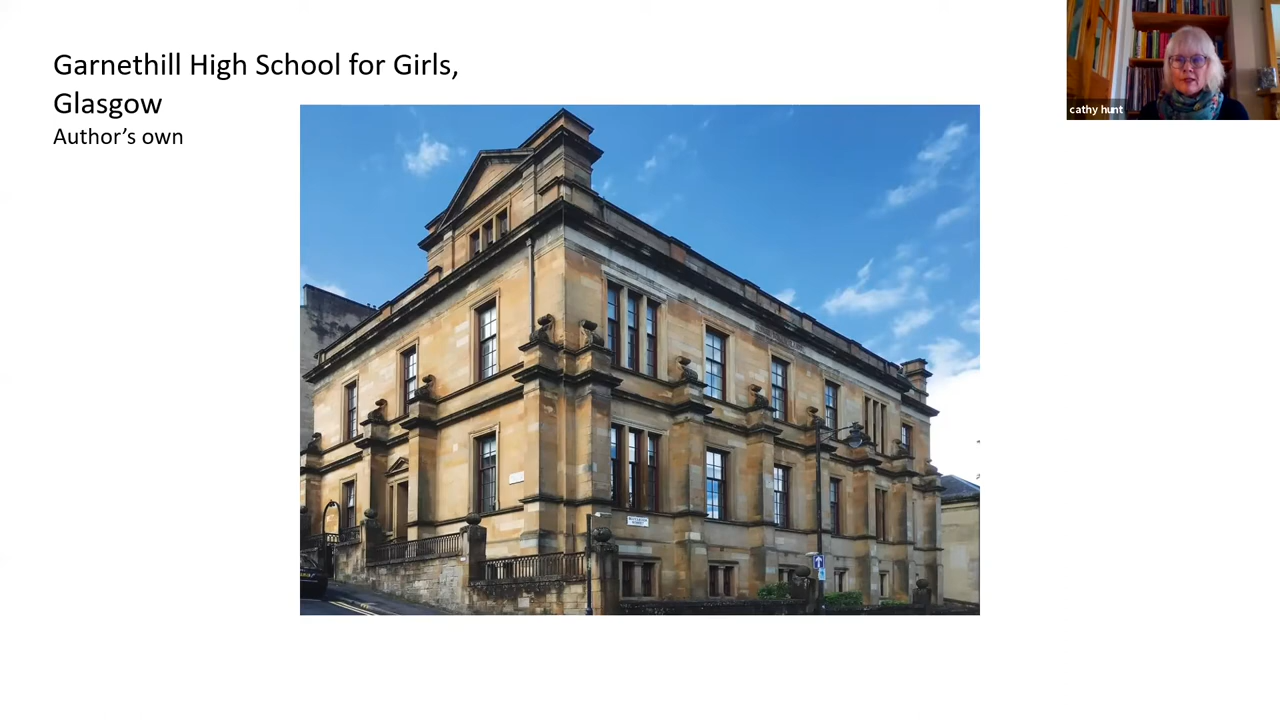 Garnethill High School for Girls,
Glasgow
Author’s own
cathy hunt